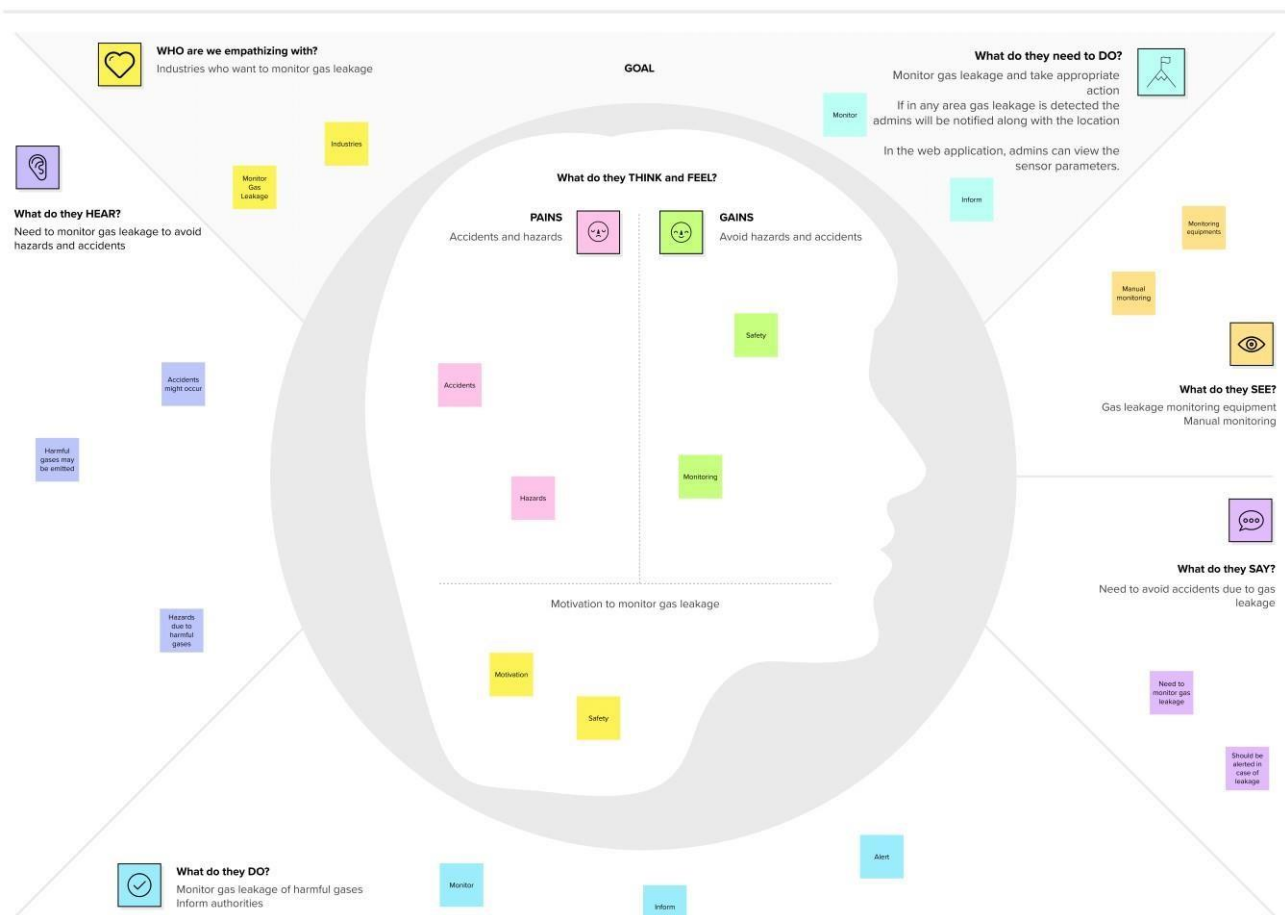 WHO are we empathizing with?
Industries who want to monitor gas leakage
GOAL
What do they need to DO?
Monitor gas leakage and take appropriate
action
If in any area gas leakage is detected the
admins will be notified along with the location
In the web application, admins can view the
sensor parameters.
Industries
Monitor
Gas
Leakage
Monitor
Inform
What do they HEAR?
Need to monitor gas leakage to avoid
hazards and accidents
Accidents
might occur
Harmful
gases may
be emitted
Hazards
due to
harmful
gases
What do they THINK and FEEL?
PAINS
Accidents and hazards
GAINS
Avoid hazards and accidents
Accidents
Hazards
Safety
Monitoring
Motivation to monitor gas leakage
Motivation
Safety
Monitoring
equipments
Manual
monitoring
What do they SEE?
Gas leakage monitoring equipment
Manual monitoring
What do they SAY?
Need to avoid accidents due to gas
leakage
Need to
monitor gas
leakage
Should be
alerted in
case of
leakage
What do they DO?
Monitor gas leakage of harmful gases
Inform authorities
Monitor
Inform
Alert